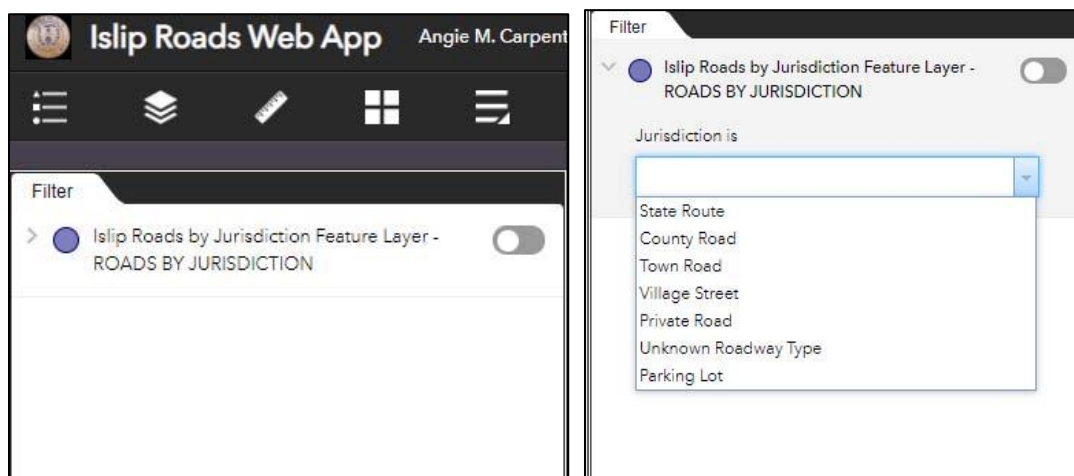 Islip Roads Web App Angie M. Carpent
Filter
Islip Roads by Jurisdiction Feature Layer -
ROADS BY JURISDICTION
Filter
Islip Roads by Jurisdiction Feature Layer -
ROADS BY JURISDICTION
Jurisdiction is
State Route
County Road
Town Road
Village Street
Private Road
Unknown Roadway Type
Parking Lot